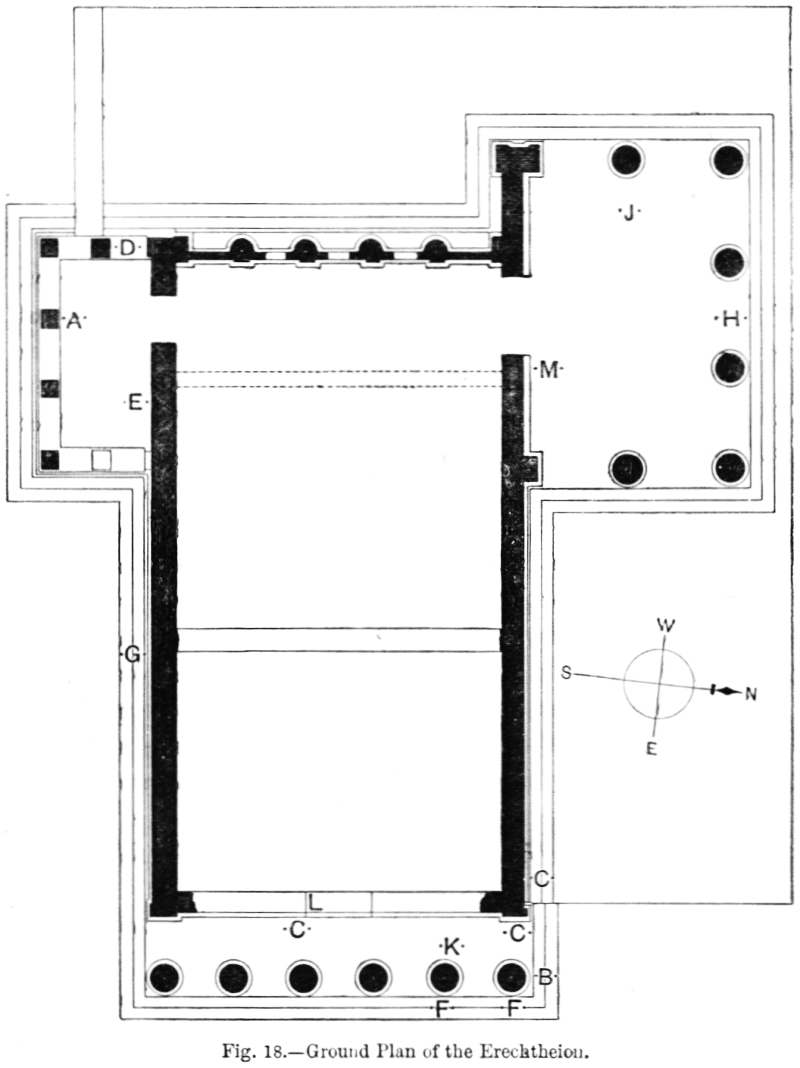 J
D
A
H
M
E
W
G
S
N
E
C
L
C
C
K
B
F
F
Fig. 18.—Ground Plan of the Erechtheion.